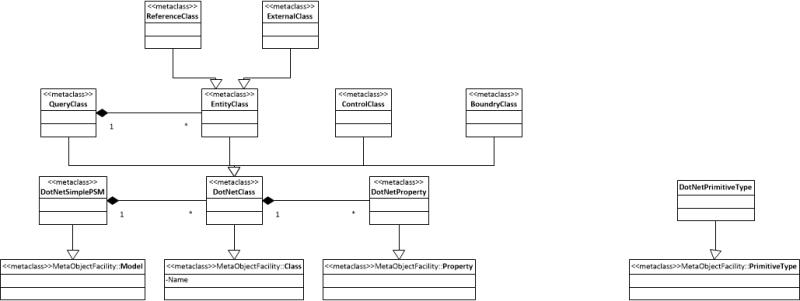 <<metaclass>>
ReferenceClass
<<metaclass>>
ExternalClass
<<metaclass>>
QueryClass
<<metaclass>>
EntityClass
<<metaclass>>
ControlClass
<<metaclass>>
BoundryClass
1
*
<<metaclass>>
DotNetSimplePSM
<<metaclass>>
DotNetClass
<<metaclass>>
DotNetProperty
DotNetPrimitiveType
1
*
1
*
<<metaclass>>MetaObjectFacility::Model
<<metaclass>>MetaObjectFacility::Class
-Name
<<metaclass>>MetaObjectFacility::Property
<<metaclass>>MetaObjectFacility::PrimitiveType